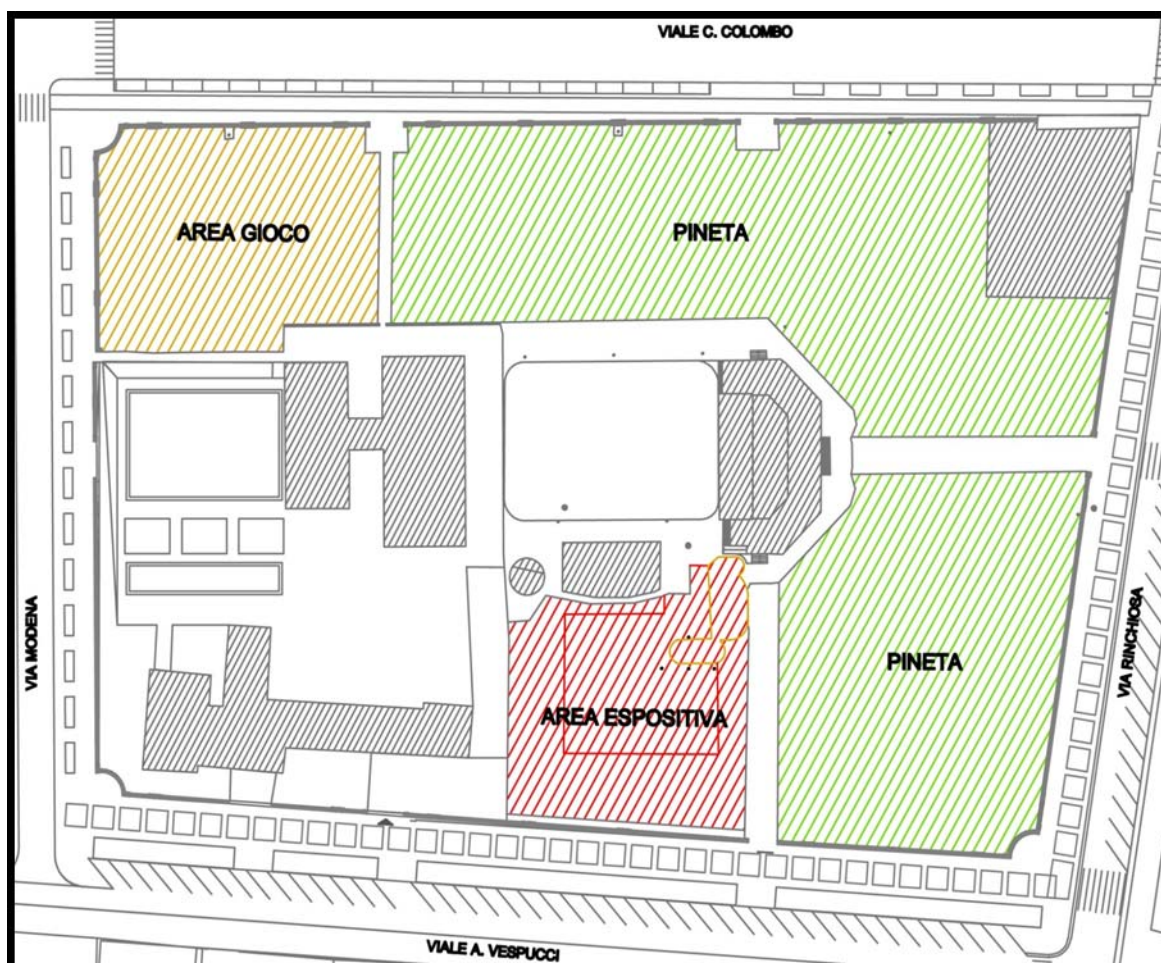 VIALE C. COLOMBO
AREA GIOCO
PINETA
VIA MODENA
VIA RINCHIOSA
PINETA
AREA ESPOSITIVA
VIALE A. VESPUCCI